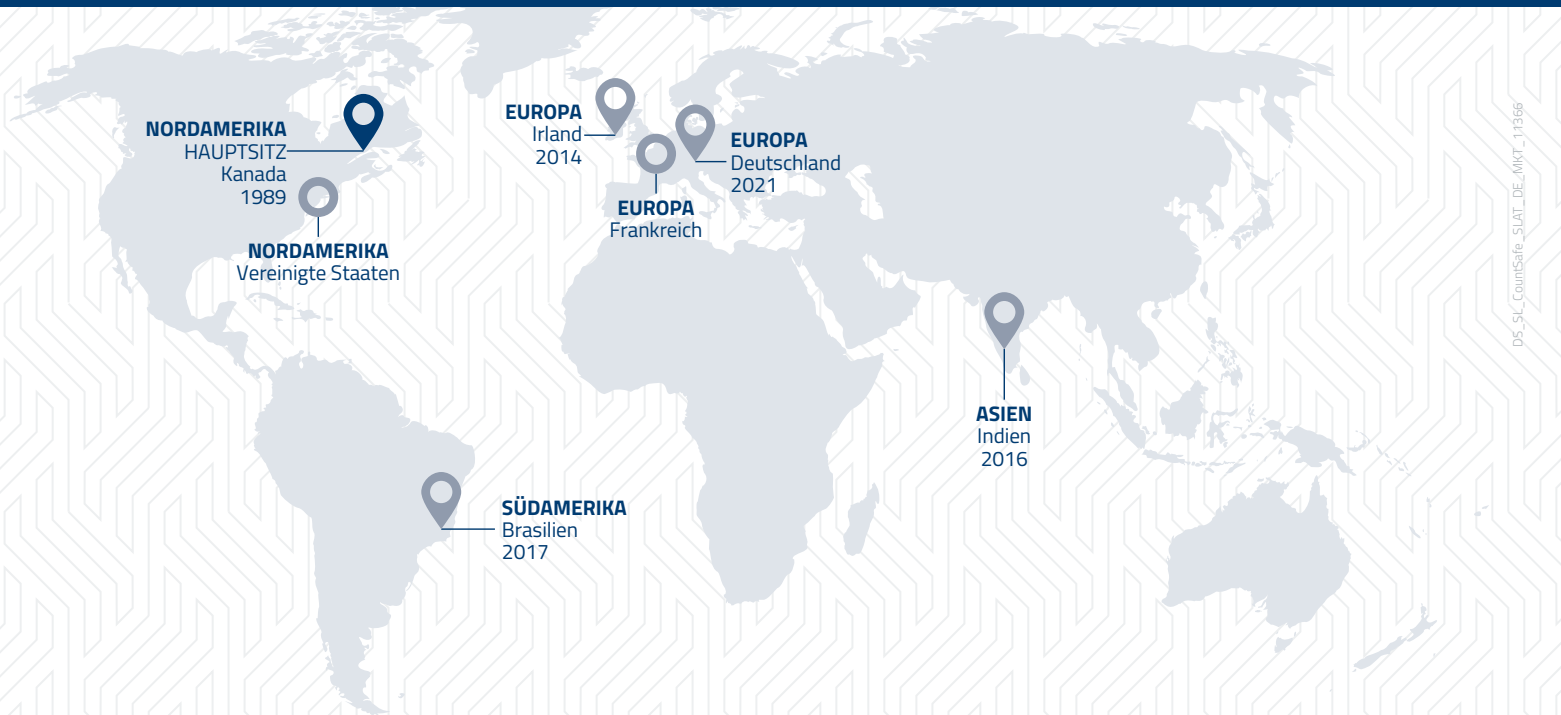 NORDAMERIKA
HAUPTSITZ
Kanada
1989
NORDAMERIKA
Vereinigte Staaten
EUROPA
Irland
2014
EUROPA
Deutschland
2021
EUROPA
Frankreich
ASIEN
Indien
2016
SÜDAMERIKA
Brasilien
2017
DS_SL_CountSafe_SLAT_DE_MKT_11366